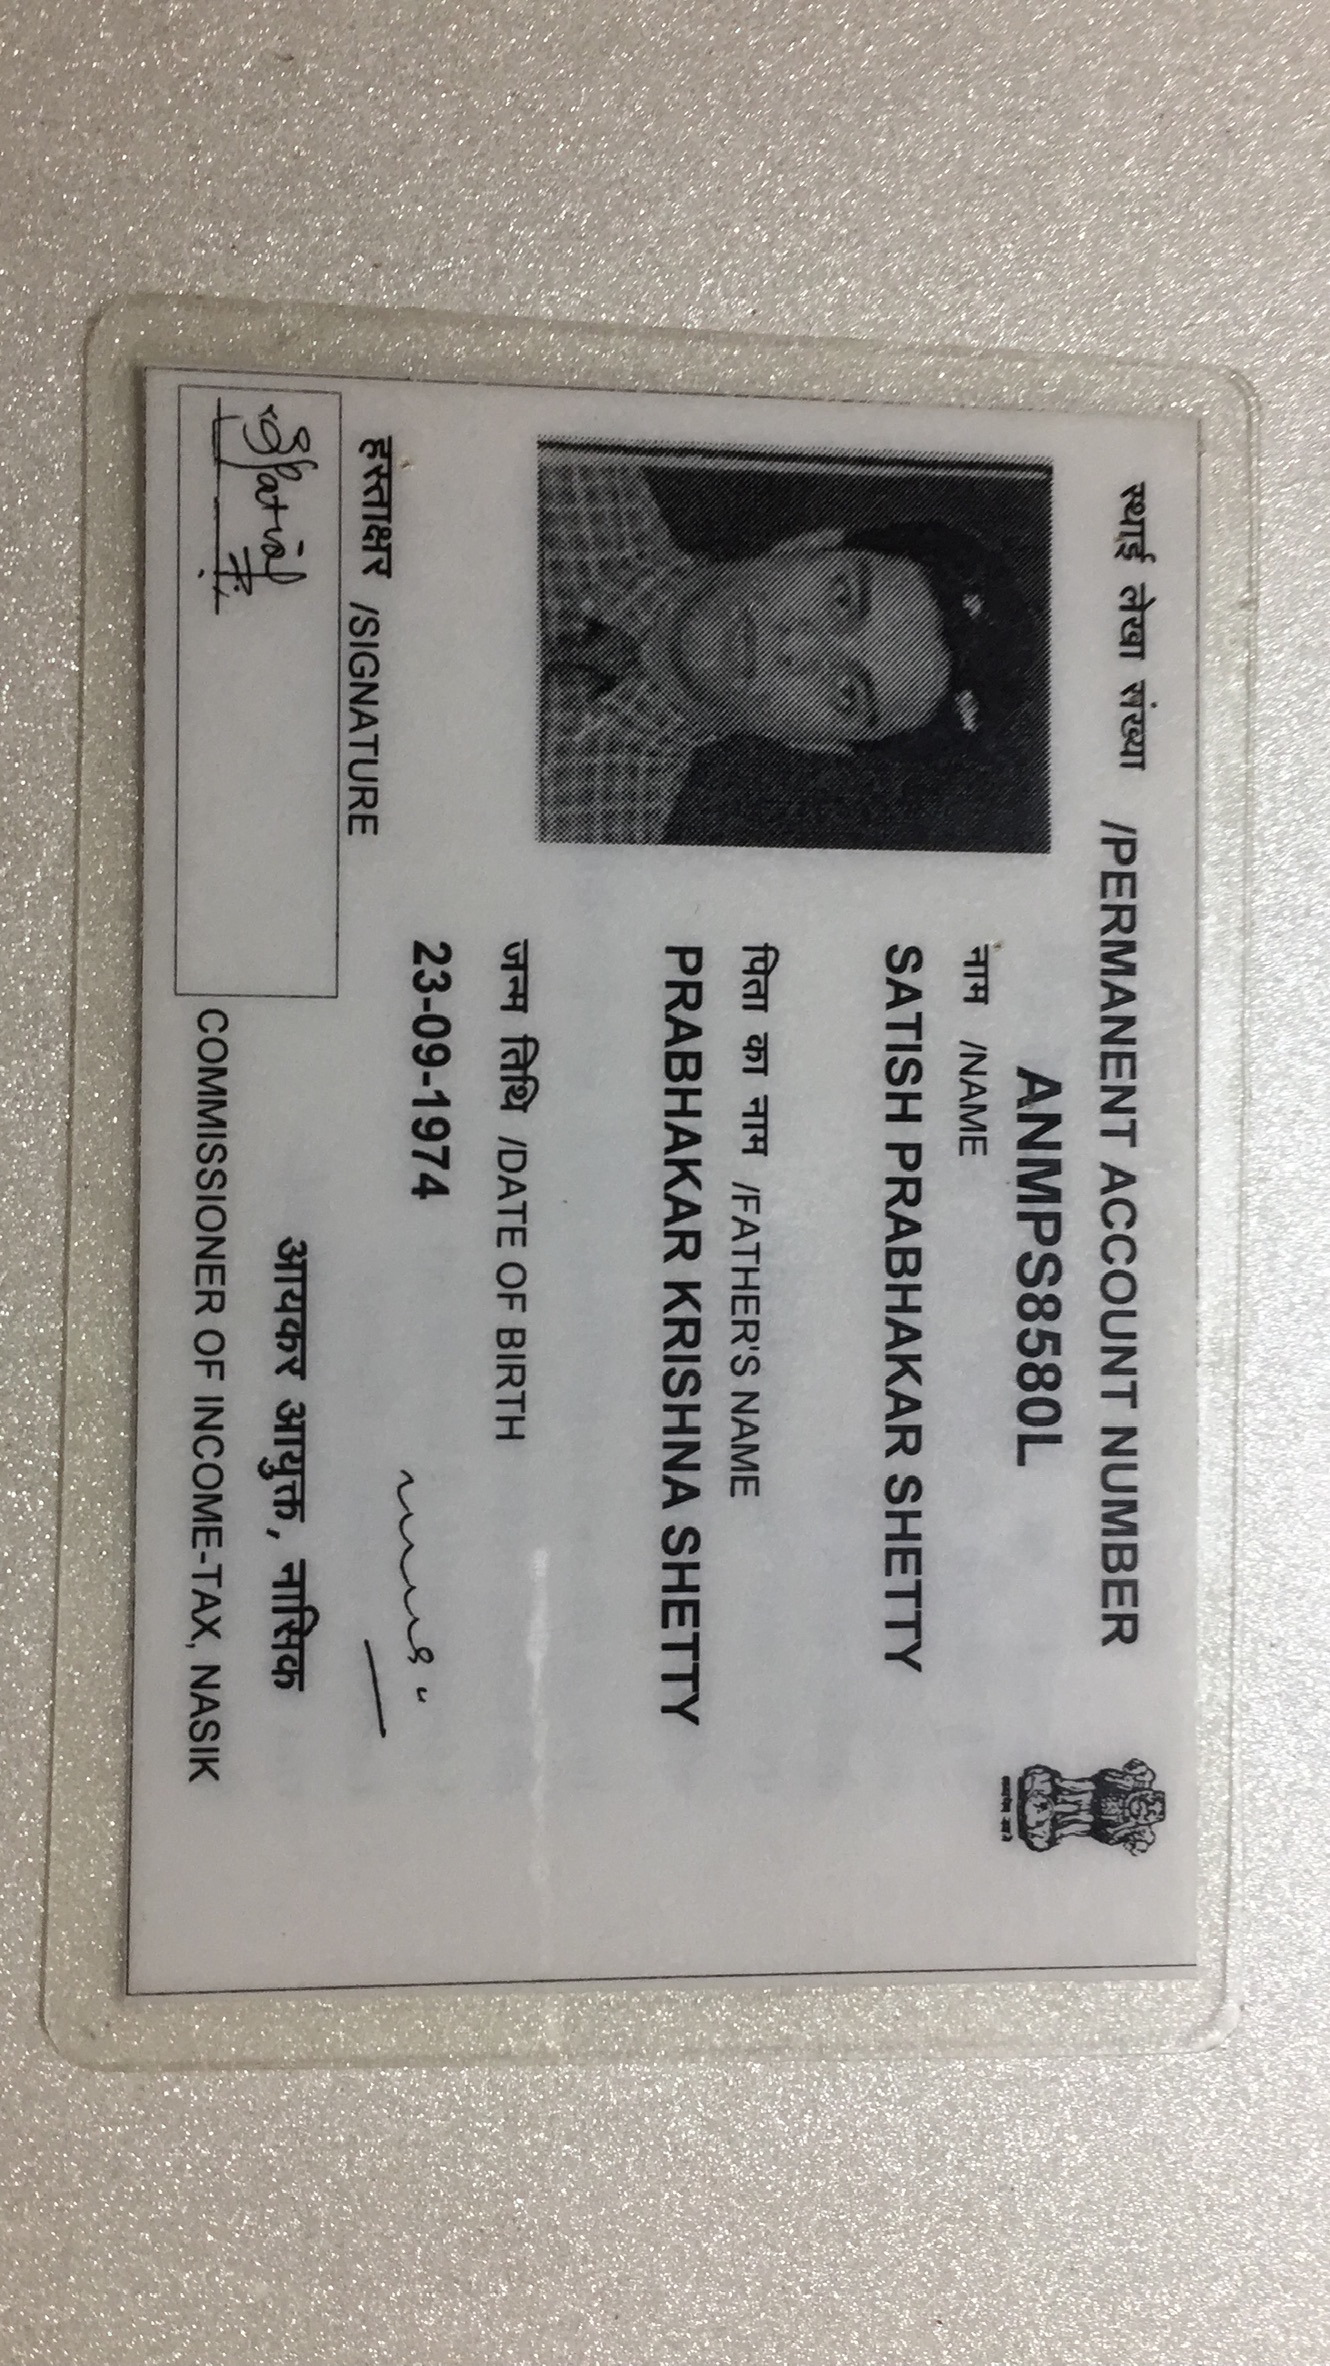 स्थाई लेखा संख्या /PERMANENT ACCOUNT NUMBER
ANMPS8580L
नाम /NAME
SATISH PRABHAKAR SHETTY
पिता का नाम /FATHER'S NAME
PRABHAKAR KRISHNA SHETTY
जन्म तिथि /DATE OF BIRTH
23-09-1974
हस्ताक्षर /SIGNATURE
आयकर आयुक्त, नासिक
COMMISSIONER OF INCOME-TAX, NASIK